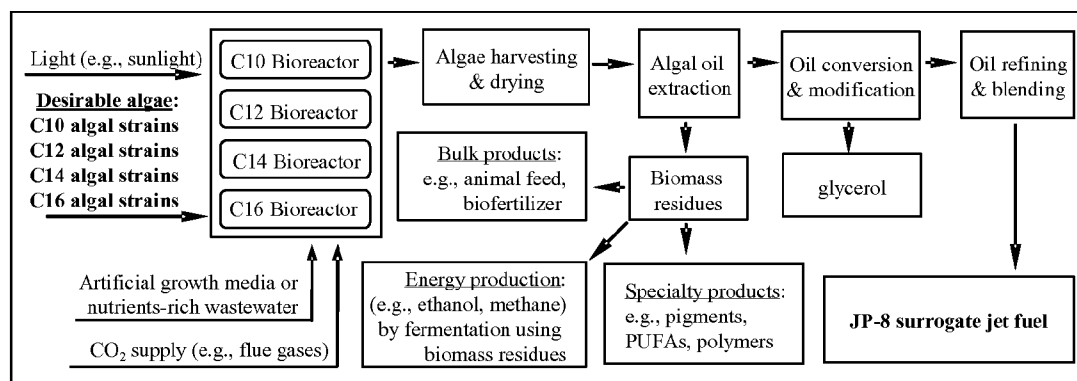 Light (e.g., sunlight)
Desirable algae:
C10 algal strains
C12 algal strains
C14 algal strains
C16 algal strains
Artificial growth media or
nutrients-rich wastewater
CO₂ supply (e.g., flue gases)
C10 Bioreactor
C12 Bioreactor
C14 Bioreactor
C16 Bioreactor
Algae harvesting
& drying
Algal oil
extraction
Oil conversion
& modification
Oil refining
& blending
Bulk products:
e.g., animal feed,
biofertilizer
Biomass
residues
glycerol
Energy production:
(e.g., ethanol, methane)
by fermentation using
biomass residues
Specialty products:
e.g., pigments,
PUFAs, polymers
JP-8 surrogate jet fuel